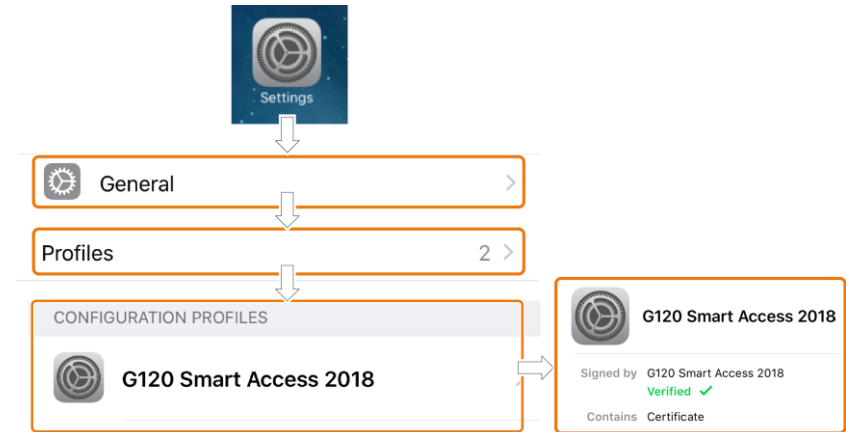 Settings
General
Profiles 2
CONFIGURATION PROFILES
G120 Smart Access 2018
G120 Smart Access 2018
Signed by G120 Smart Access 2018
Verified ✓
Contains Certificate